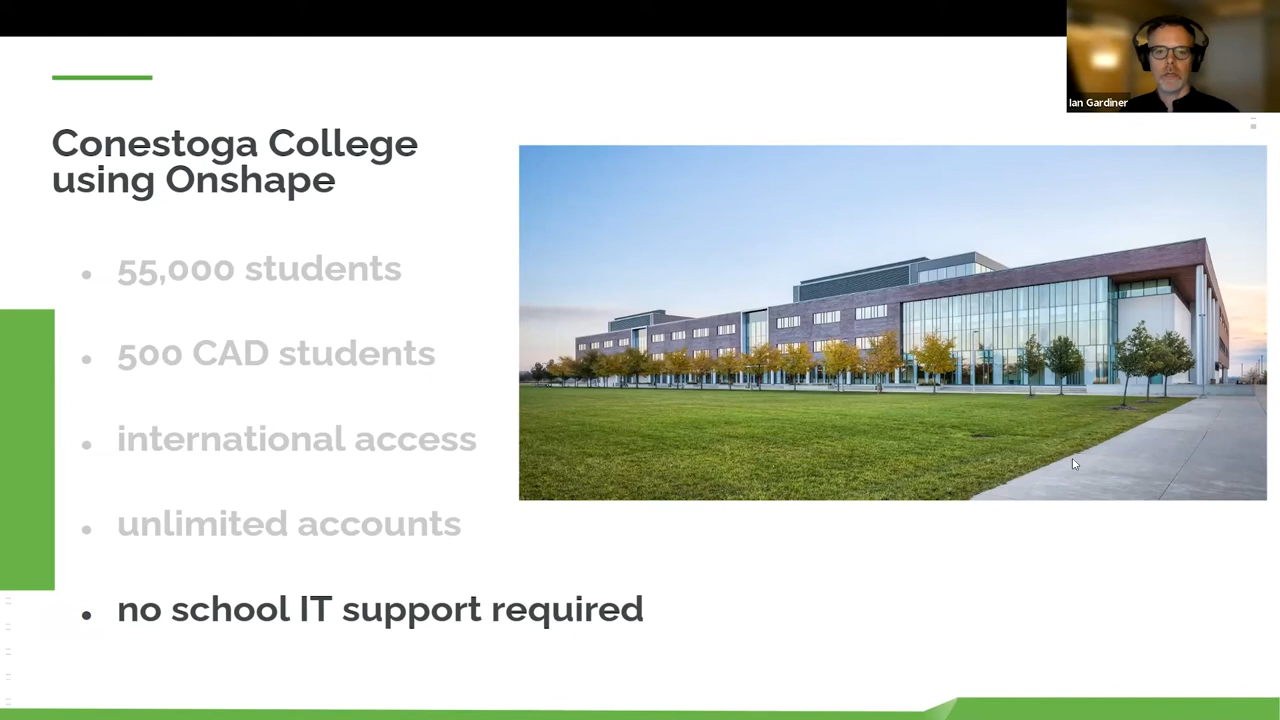 Ian Gardiner
Conestoga College
using Onshape
• 55,000 students
• 500 CAD students
• international access
• unlimited accounts
• no school IT support required